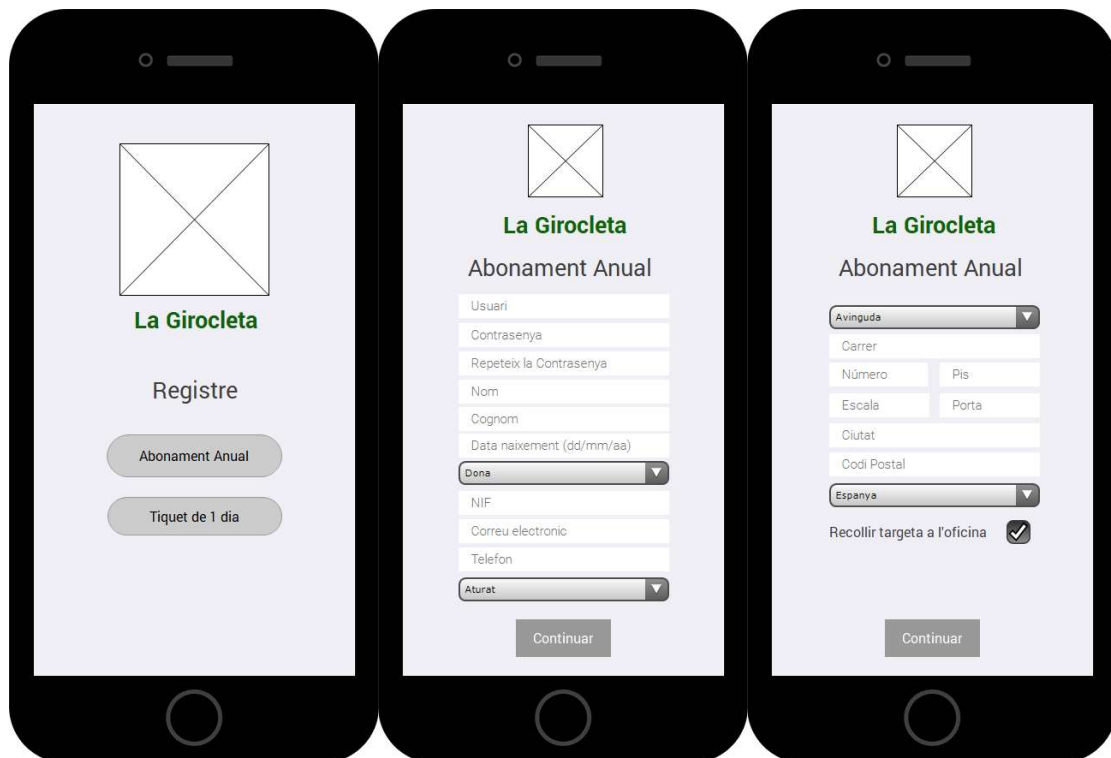 La Girocleta
Registre
Abonament Anual
Tiquet de 1 dia
La Girocleta
Abonament Anual
Usuari
Contrasenya
Repeteix la Contrasenya
Nom
Cognom
Data naixement (dd/mm/aa)
Dona
NIF
Correu electronic
Telefon
Aturat
Continuar
La Girocleta
Abonament Anual
Avinguda
Carrer
Número Pis
Escala Porta
Ciutat
Codi Postal
Espanya
Recollir targeta a l'oficina
Continuar